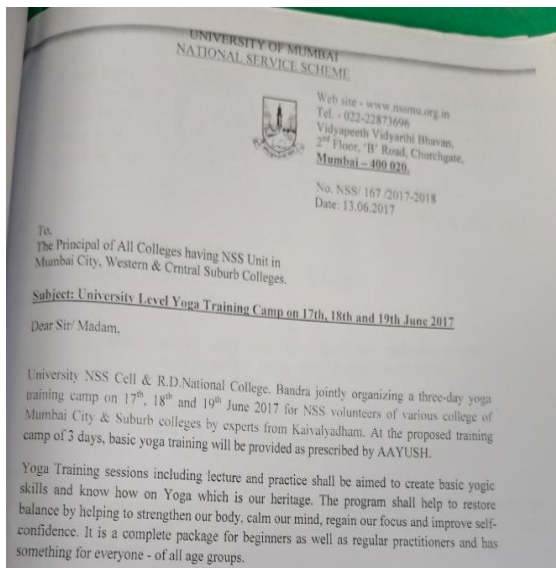 UNIVERSITY OF MUMBAI
NATIONAL SERVICE SCHEME
Web site - www.nssmu.org.in
Tel. - 022-22873696
Vidyapeeth Vidyarthi Bhavan,
2nd Floor, 'B' Road, Churchgate,
Mumbai – 400 020.
No. NSS/ 167 /2017-2018
Date: 13.06.2017
To,
The Principal of All Colleges having NSS Unit in
Mumbai City, Western & Crntral Suburb Colleges.
Subject: University Level Yoga Training Camp on 17th, 18th and 19th June 2017
Dear Sir/ Madam,
University NSS Cell & R.D.National College. Bandra jointly organizing a three-day yoga
training camp on 17th, 18th and 19th June 2017 for NSS volunteers of various college of
Mumbai City & Suburb colleges by experts from Kaivalyadham. At the proposed training
camp of 3 days, basic yoga training will be provided as prescribed by AAYUSH.
Yoga Training sessions including lecture and practice shall be aimed to create basic yogic
skills and know how on Yoga which is our heritage. The program shall help to restore
balance by helping to strengthen our body, calm our mind, regain our focus and improve self-
confidence. It is a complete package for beginners as well as regular practitioners and has
something for everyone - of all age groups.